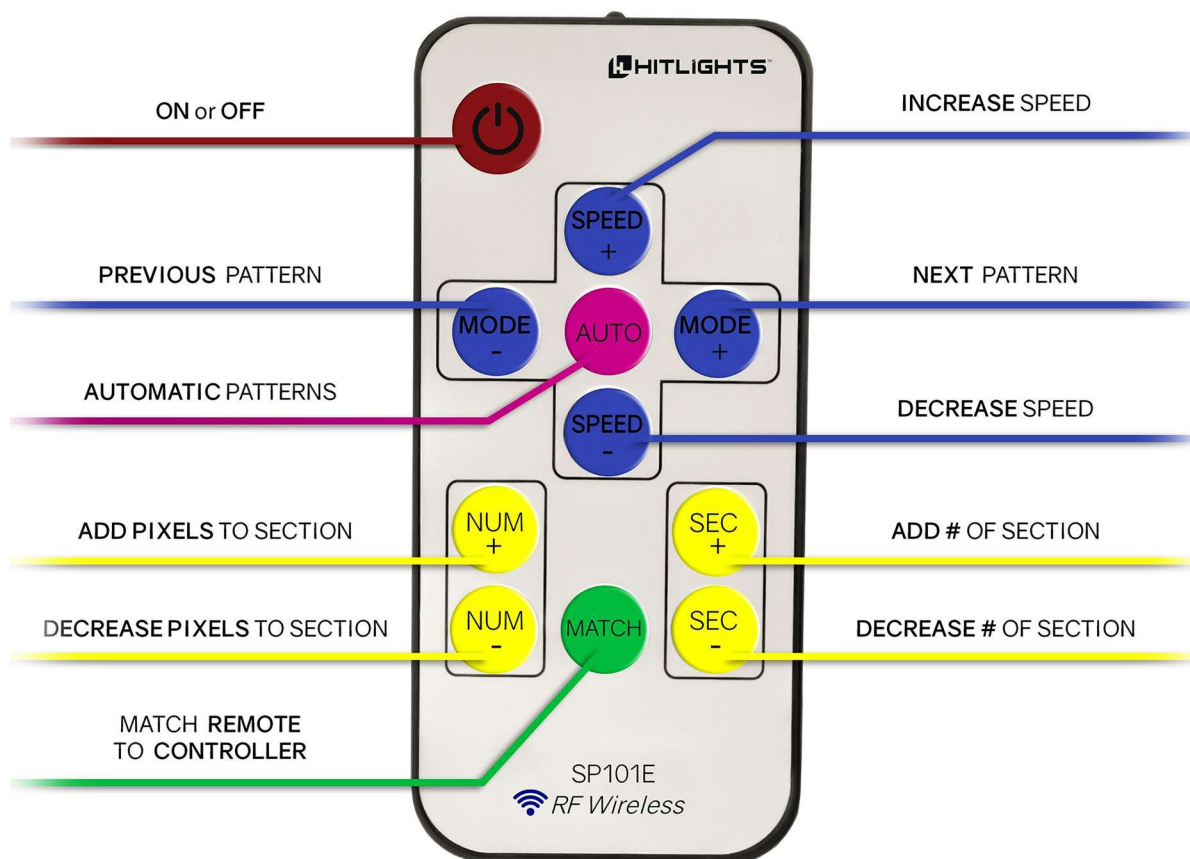 HITLIGHTS™
ON or OFF
INCREASE SPEED
SPEED
+
PREVIOUS PATTERN
NEXT PATTERN
MODE
-
AUTO
MODE
+
AUTOMATIC PATTERNS
DECREASE SPEED
SPEED
-
ADD PIXELS TO SECTION
NUM
+
SEC
+
ADD # OF SECTION
DECREASE PIXELS TO SECTION
NUM
-
MATCH
SEC
-
DECREASE # OF SECTION
MATCH REMOTE
TO CONTROLLER
SP101E
RF Wireless